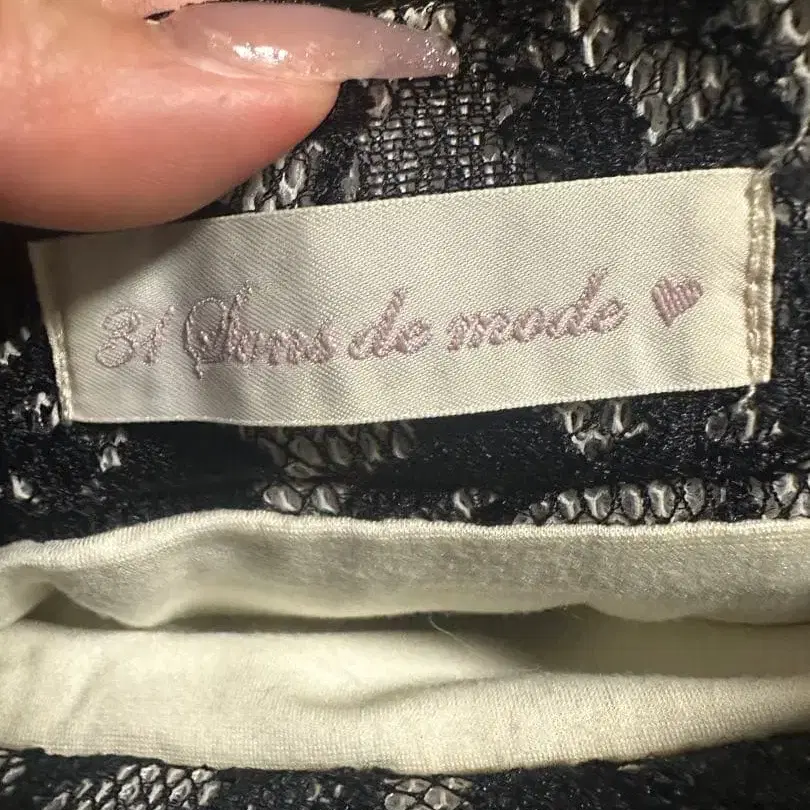 31 Sons de mode ♥